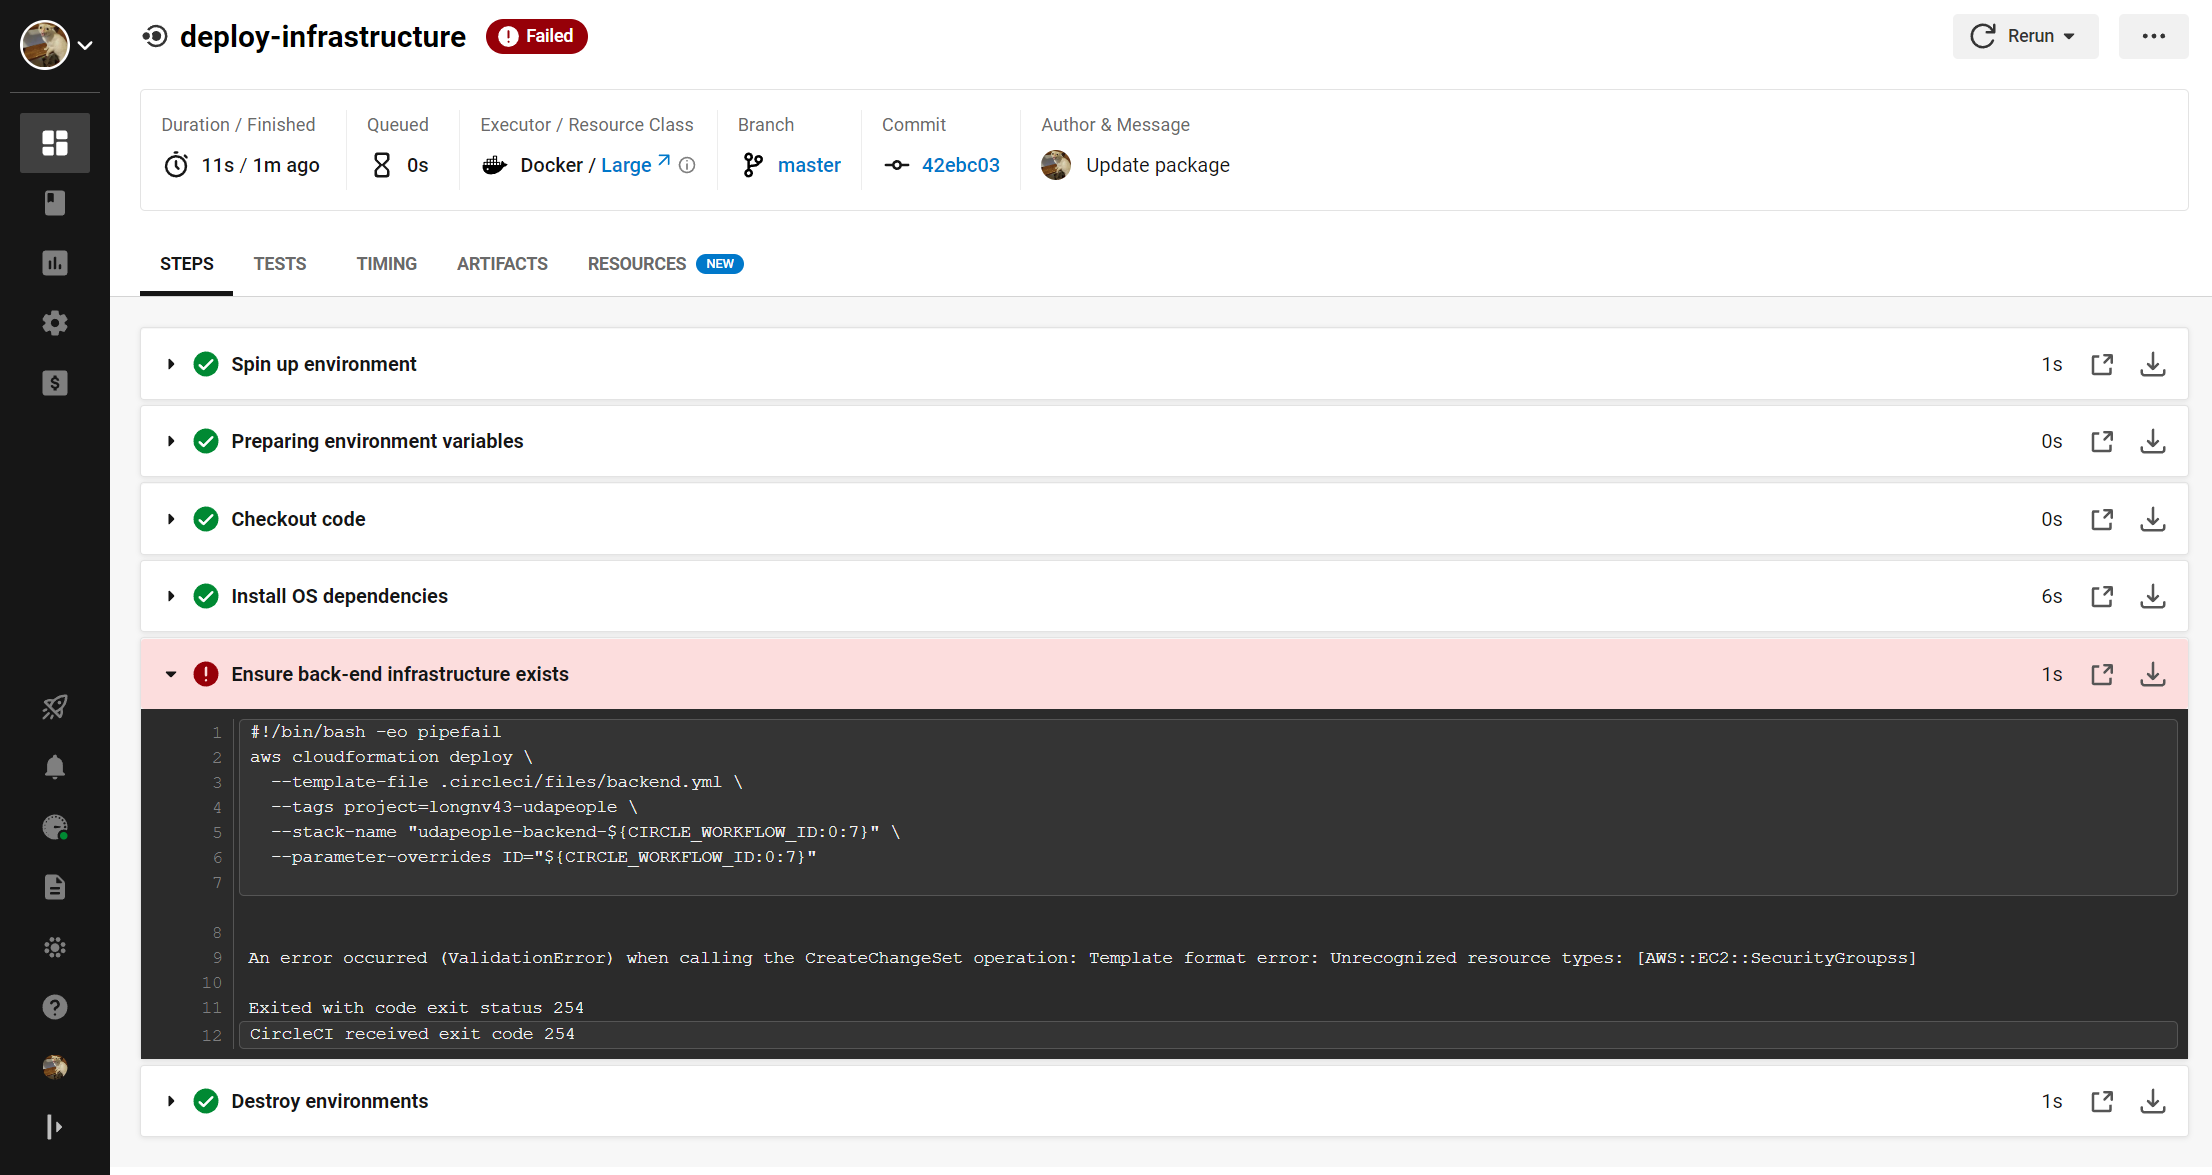 deploy-infrastructure
Failed
Rerun
Duration / Finished
11s / 1m ago
Queued
0s
Executor / Resource Class
Docker / Large
Branch
master
Commit
42ebc03
Author & Message
Update package
STEPS
TESTS
TIMING
ARTIFACTS
RESOURCES NEW
Spin up environment 1s
Preparing environment variables 0s
Checkout code 0s
Install OS dependencies 6s
Ensure back-end infrastructure exists 1s
1 #!/bin/bash -eo pipefail
2 aws cloudformation deploy \
3 --template-file .circleci/files/backend.yml \
4 --tags project=longnv43-udapeople \
5 --stack-name "udapeople-backend-${CIRCLE_WORKFLOW_ID:0:7}" \
6 --parameter-overrides ID="${CIRCLE_WORKFLOW_ID:0:7}"
7
8
9 An error occurred (ValidationError) when calling the CreateChangeSet operation: Template format error: Unrecognized resource types: [AWS::EC2::SecurityGroupss]
10
11 Exited with code exit status 254
12 CircleCI received exit code 254
Destroy environments 1s